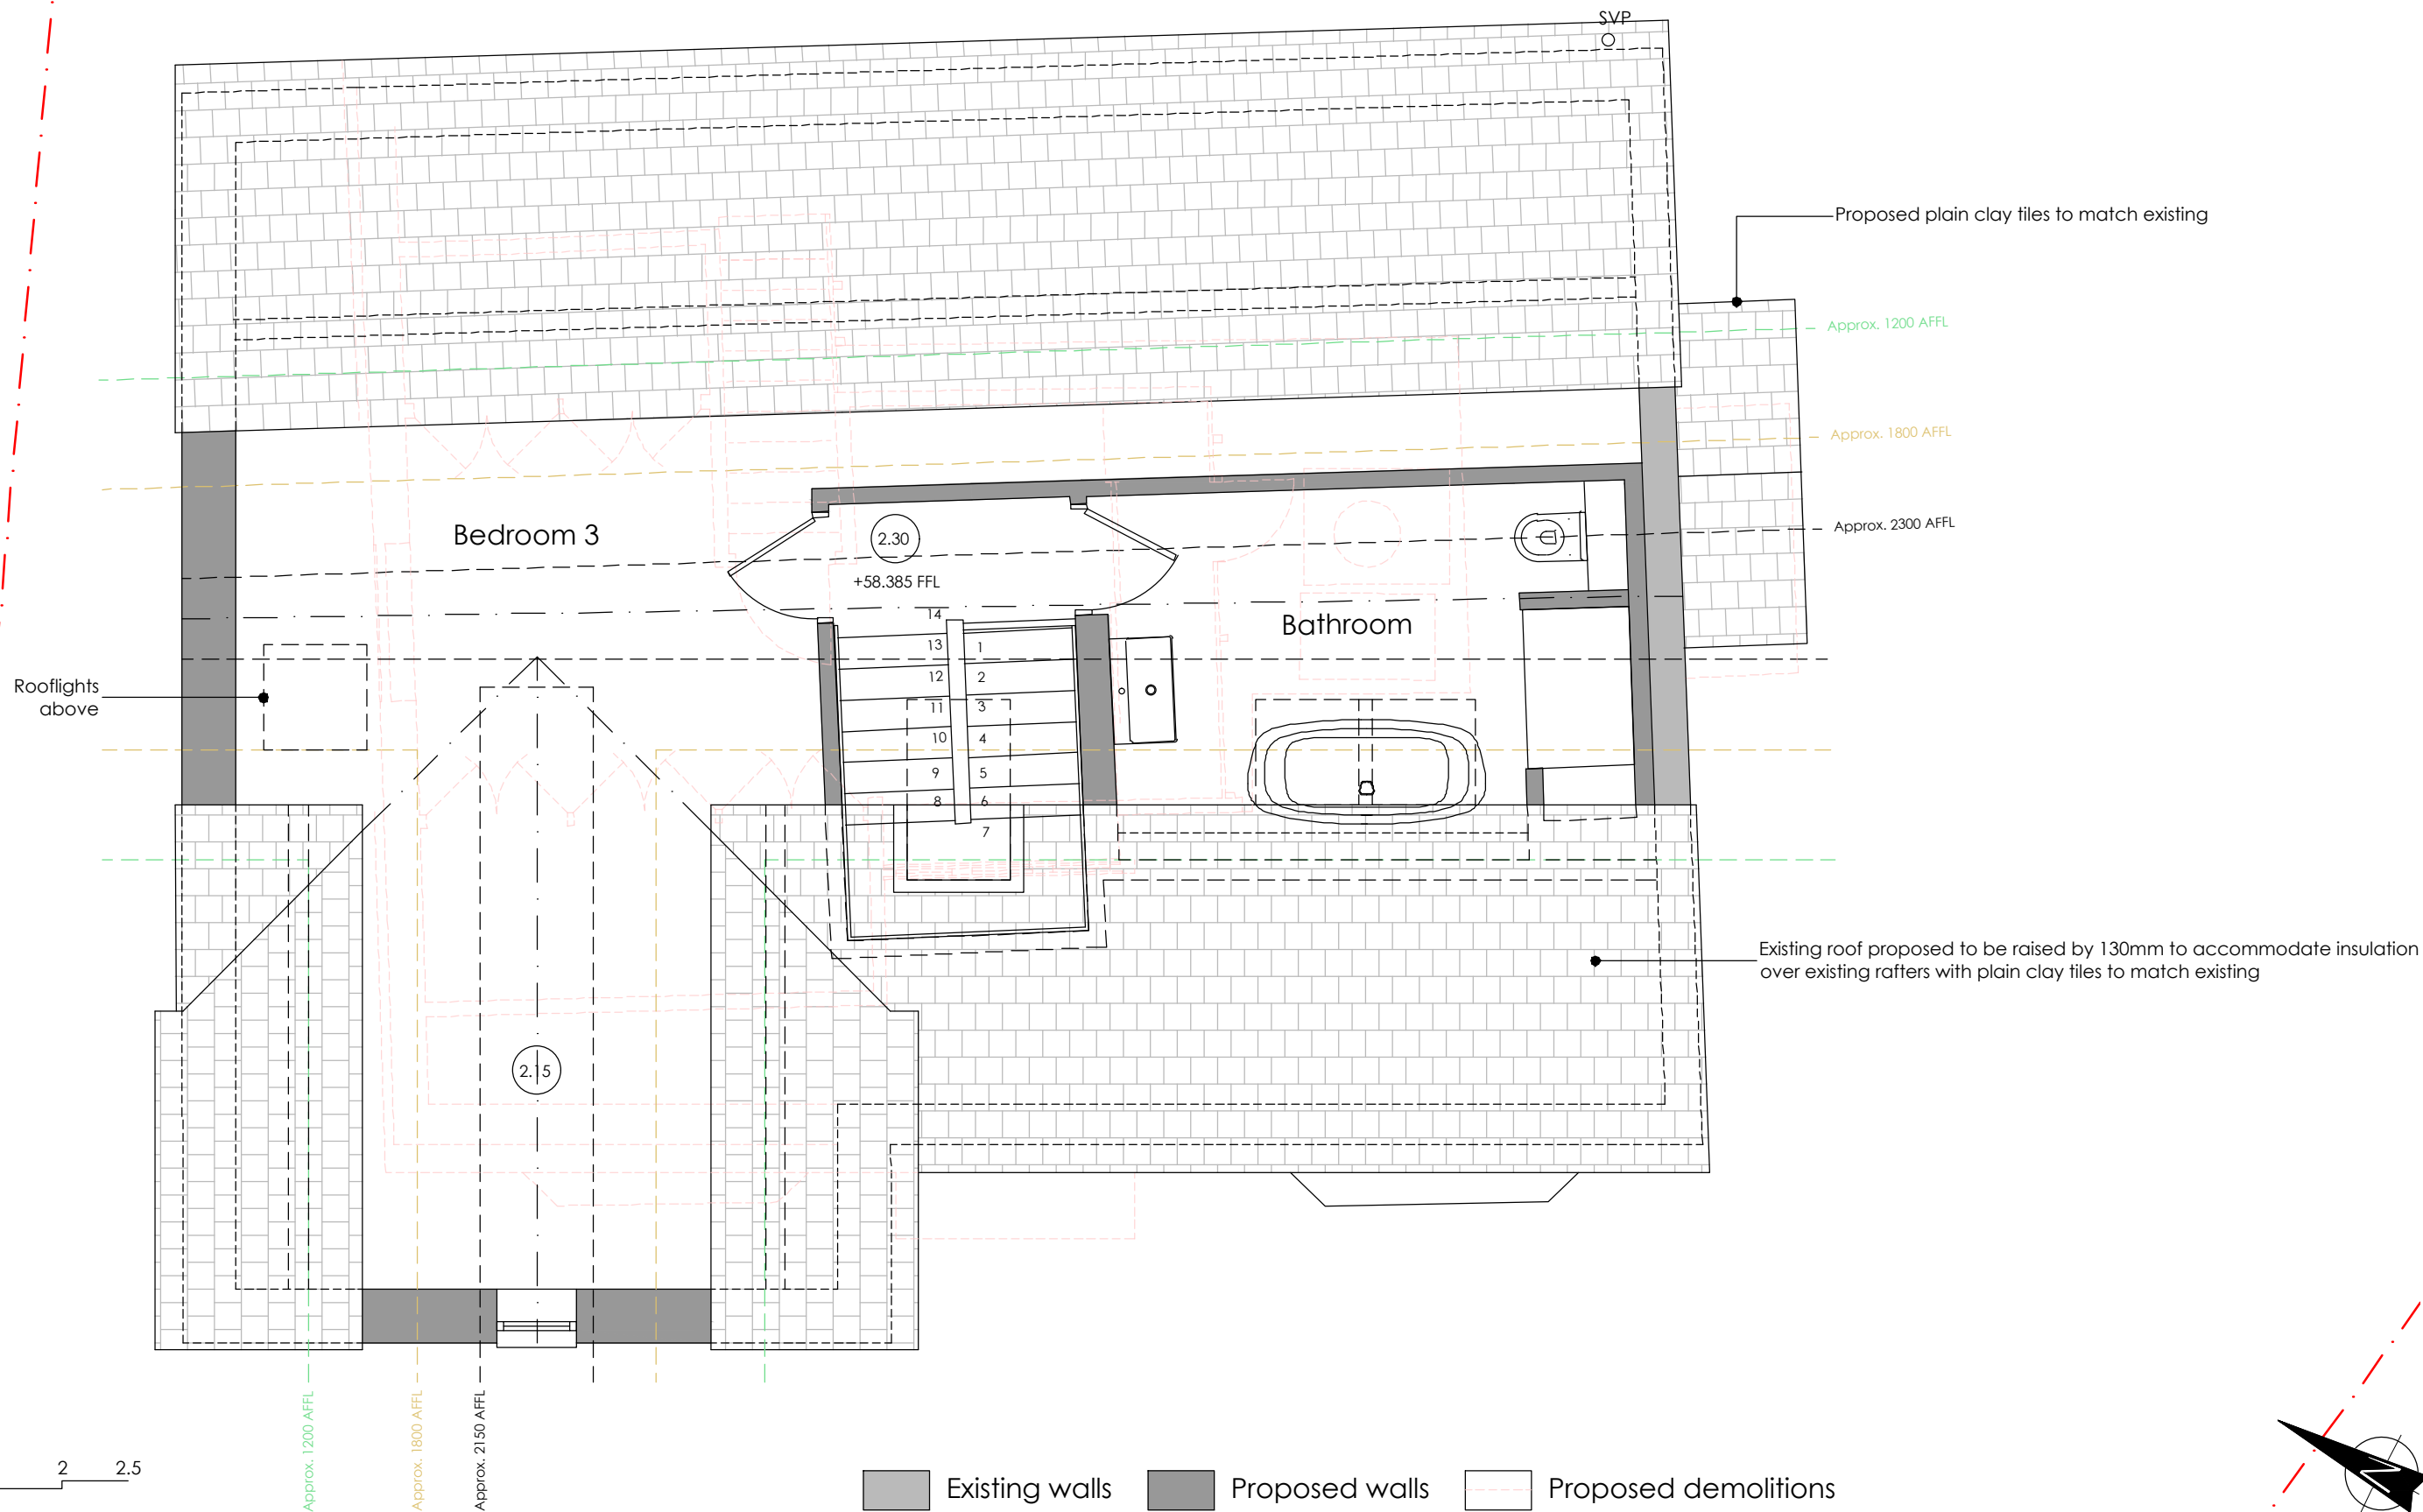 SVP
Proposed plain clay tiles to match existing
Approx. 1200 AFFL
Approx. 1800 AFFL
Approx. 2300 AFFL
Bedroom 3
2.30
+58.385 FFL
Bathroom
14
13
12
11
10
9
8
1
2
3
4
5
6
7
Rooflights
above
Existing roof proposed to be raised by 130mm to accommodate insulation
over existing rafters with plain clay tiles to match existing
2.15
Approx. 1200 AFFL
Approx. 1800 AFFL
Approx. 2150 AFFL
2 2.5
Existing walls
Proposed walls
Proposed demolitions
N